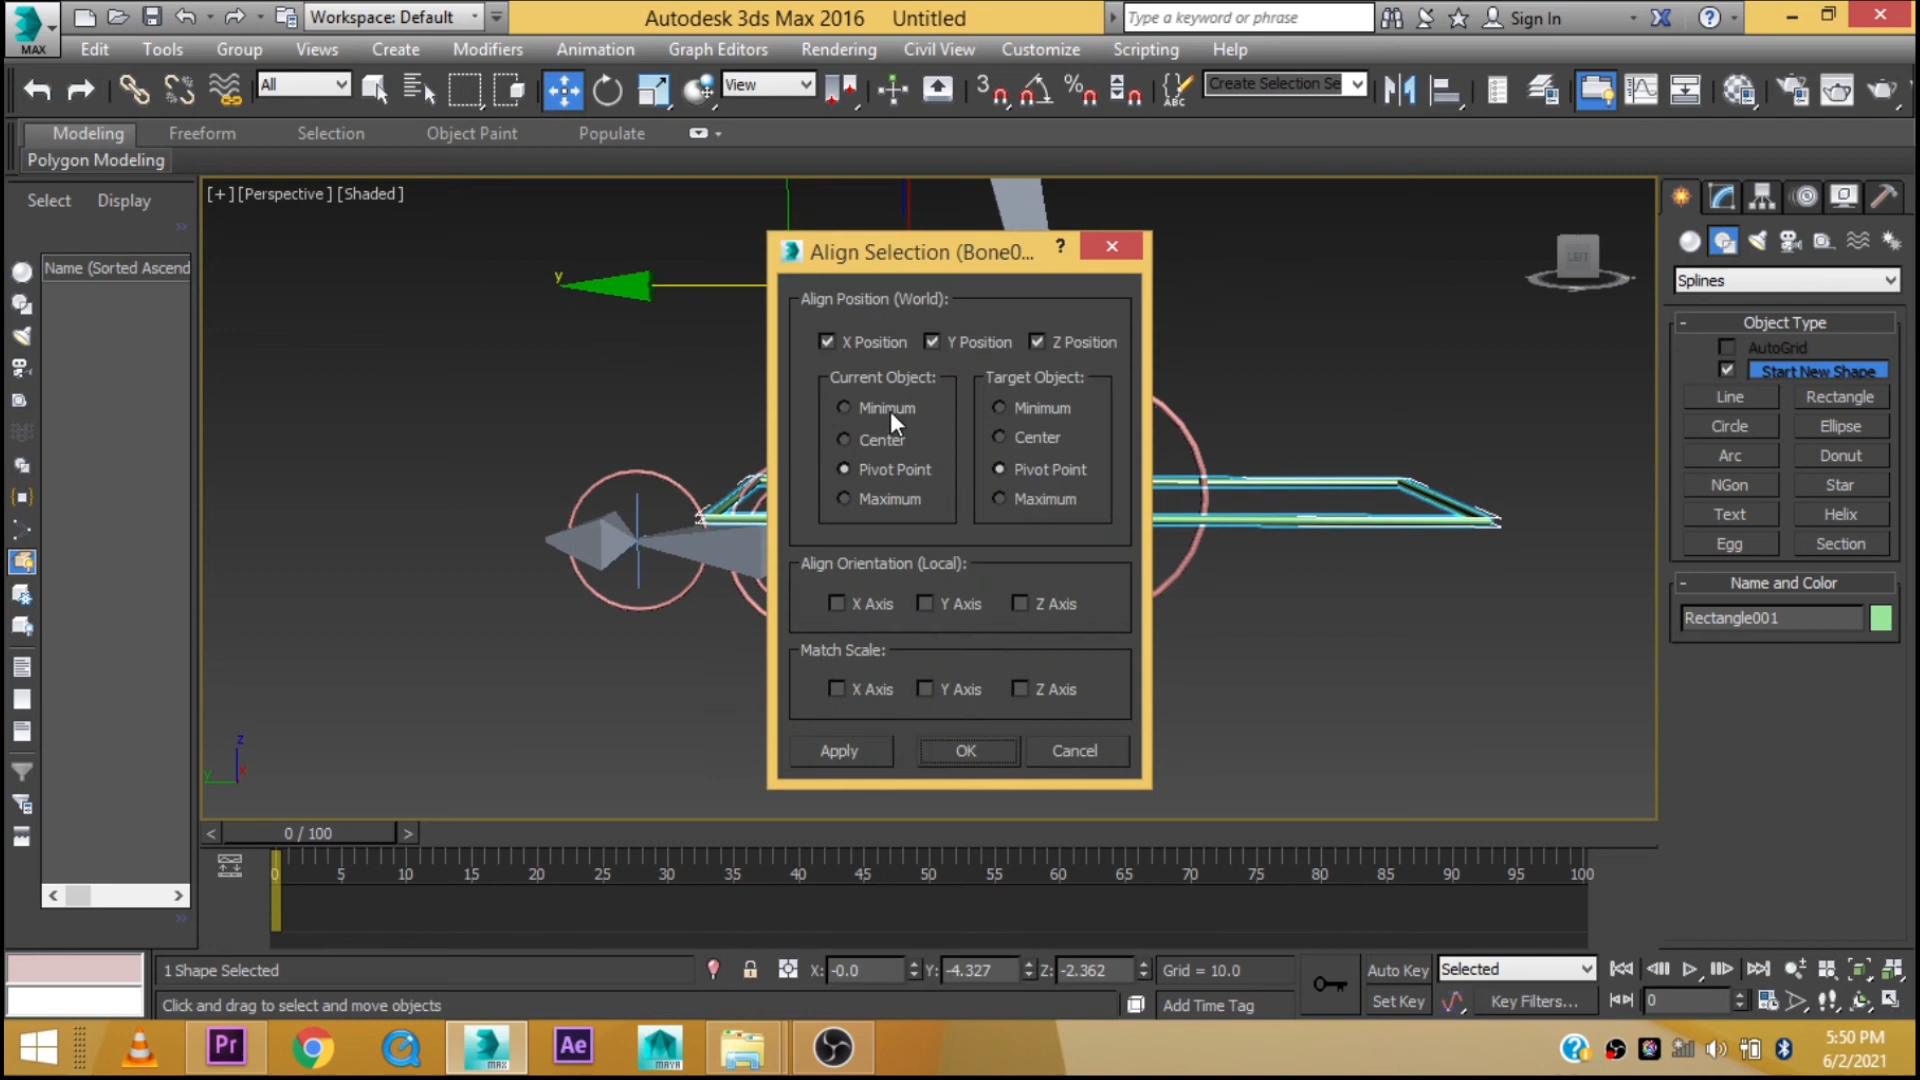 Workspace: Default
Autodesk 3ds Max 2016 Untitled
Type a keyword or phrase
Sign In
MAX
Edit Tools Group Views Create Modifiers Animation Graph Editors Rendering Civil View Customize Scripting Help
All
View
3
%
ABC
Create Selection Se
Modeling Freeform Selection Object Paint Populate
Polygon Modeling
Select Display
Name (Sorted Ascend
[+] [Perspective ] [Shaded ]
y
LEFT
Align Selection (Bone0...
?
Align Position (World):
X Position Y Position Z Position
Current Object: Target Object:
Minimum Minimum
Center Center
Pivot Point Pivot Point
Maximum Maximum
Align Orientation (Local):
X Axis Y Axis Z Axis
Match Scale:
X Axis Y Axis Z Axis
Apply OK Cancel
Splines
- Object Type
AutoGrid
Start New Shape
Line Rectangle
Circle Ellipse
Arc Donut
NGon Star
Text Helix
Egg Section
- Name and Color
Rectangle001
z
y x
< 0 / 100 >
0 5 10 15 20 25 30 35 40 45 50 55 60 65 70 75 80 85 90 95 100
1 Shape Selected
X: -0.0 Y: -4.327 Z: -2.362 Grid = 10.0
Auto Key Selected
Click and drag to select and move objects
Add Time Tag
Set Key Key Filters... 0
Pr
MAX
Ae
MAYA
5:50 PM
6/2/2021